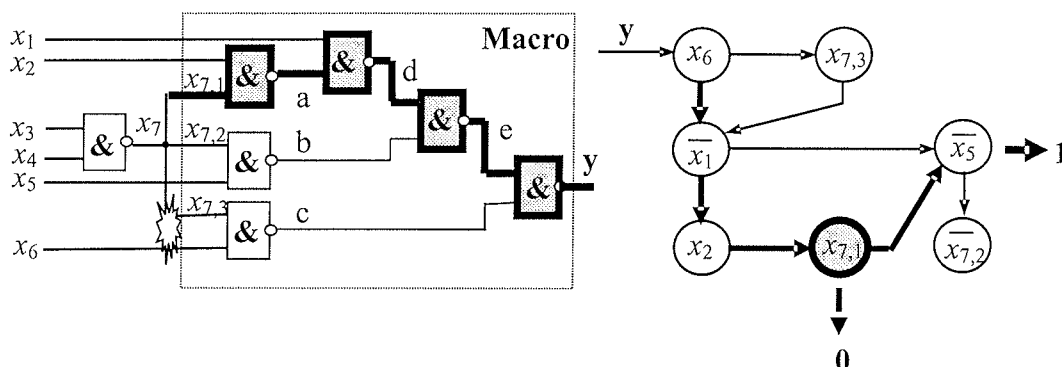 x₁
x₂
x₃
x₄
x₅
x₆
x₇
x₇,₁
x₇,₂
x₇,₃
&
&
&
&
&
&
&
a
b
c
d
e
y
Macro
y
x₆
x₇,₃
x̅₁
x̅₅
1
x₂
x₇,₁
x̅₇,₂
0